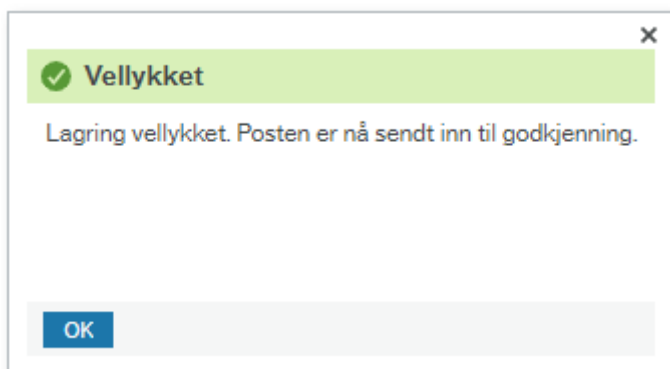 Vellykket
Lagring vellykket. Posten er nå sendt inn til godkjenning.
OK